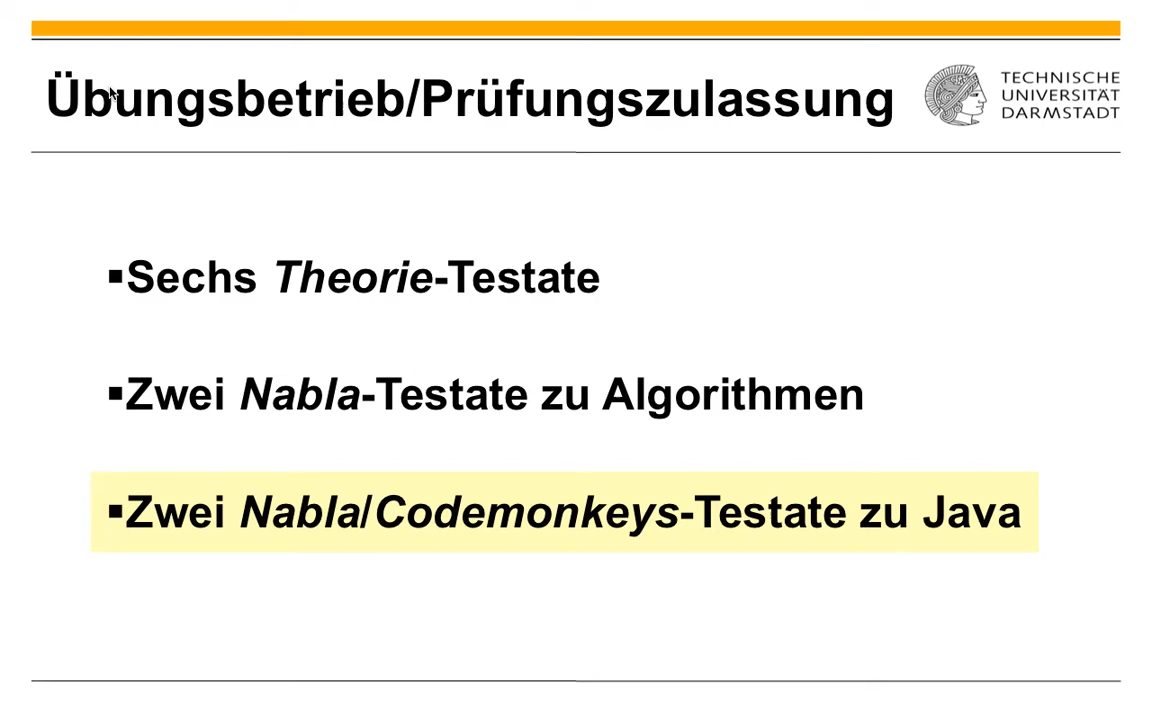 Übungsbetrieb/Prüfungszulassung
TECHNISCHE
UNIVERSITÄT
DARMSTADT
▪Sechs Theorie-Testate
▪Zwei Nabla-Testate zu Algorithmen
▪Zwei Nabla/Codemonkeys-Testate zu Java